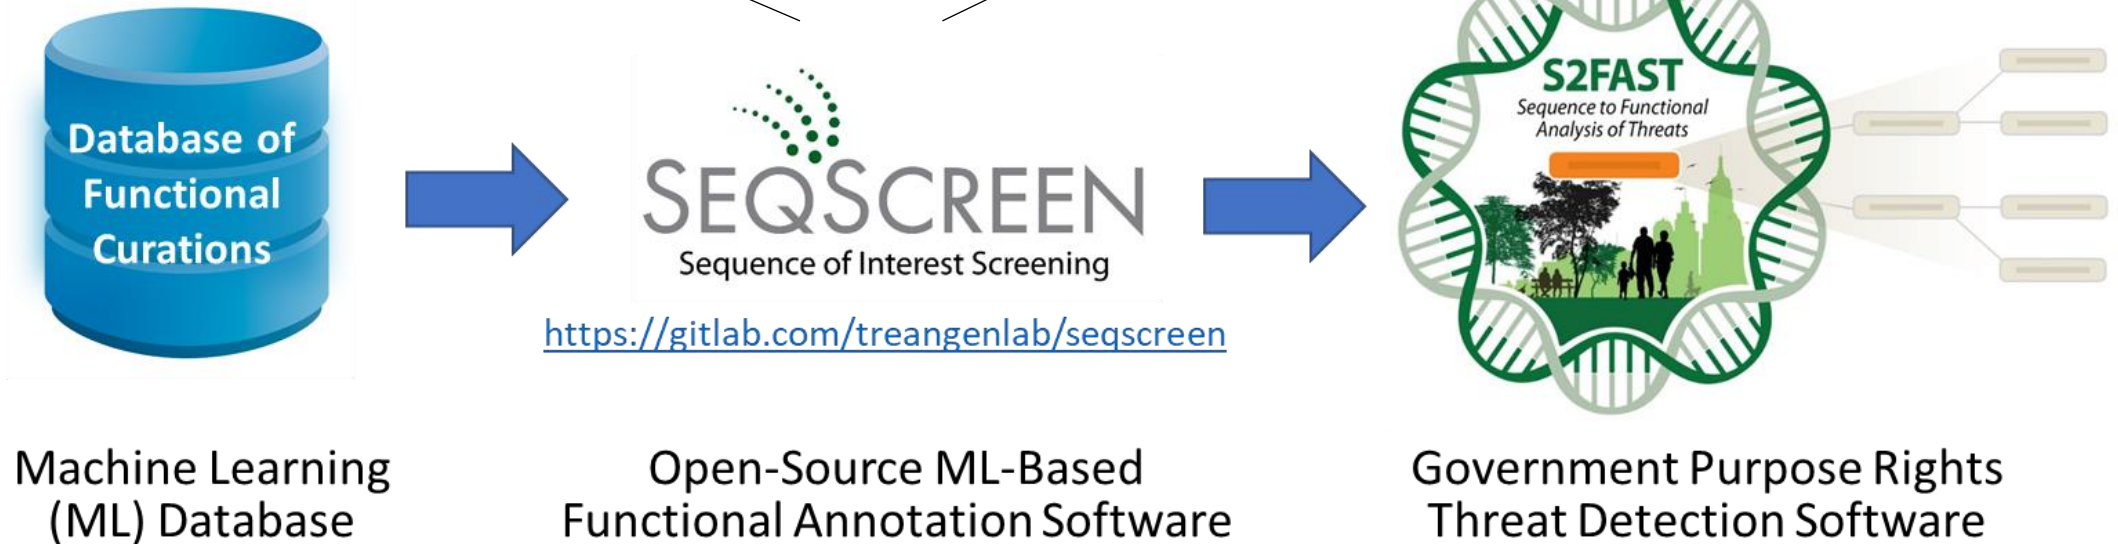 Database of
Functional
Curations
SEQSCREEN
Sequence of Interest Screening
https://gitlab.com/treangenlab/seqscreen
S2FAST
Sequence to Functional
Analysis of Threats
Machine Learning
(ML) Database
Open-Source ML-Based
Functional Annotation Software
Government Purpose Rights
Threat Detection Software